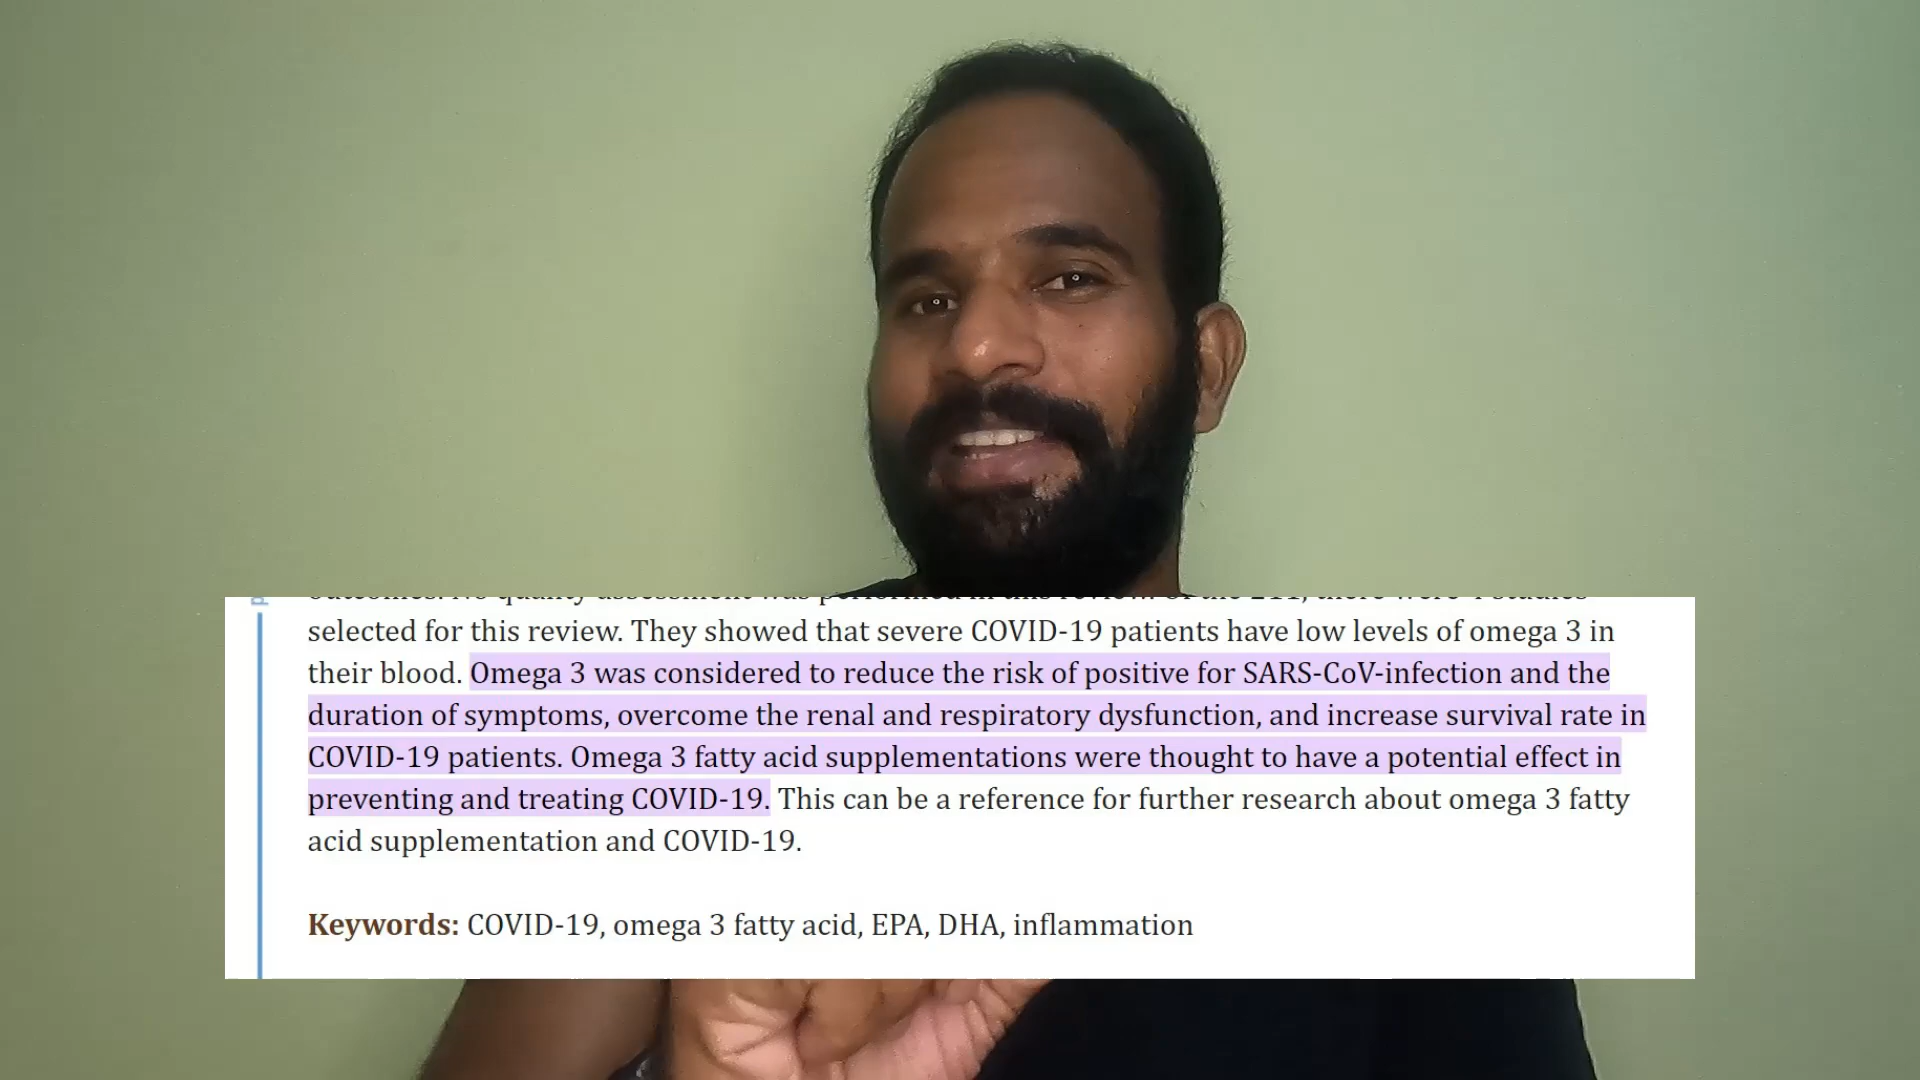 selected for this review. They showed that severe COVID-19 patients have low levels of omega 3 in
their blood. Omega 3 was considered to reduce the risk of positive for SARS-CoV-infection and the
duration of symptoms, overcome the renal and respiratory dysfunction, and increase survival rate in
COVID-19 patients. Omega 3 fatty acid supplementations were thought to have a potential effect in
preventing and treating COVID-19. This can be a reference for further research about omega 3 fatty
acid supplementation and COVID-19.
Keywords: COVID-19, omega 3 fatty acid, EPA, DHA, inflammation